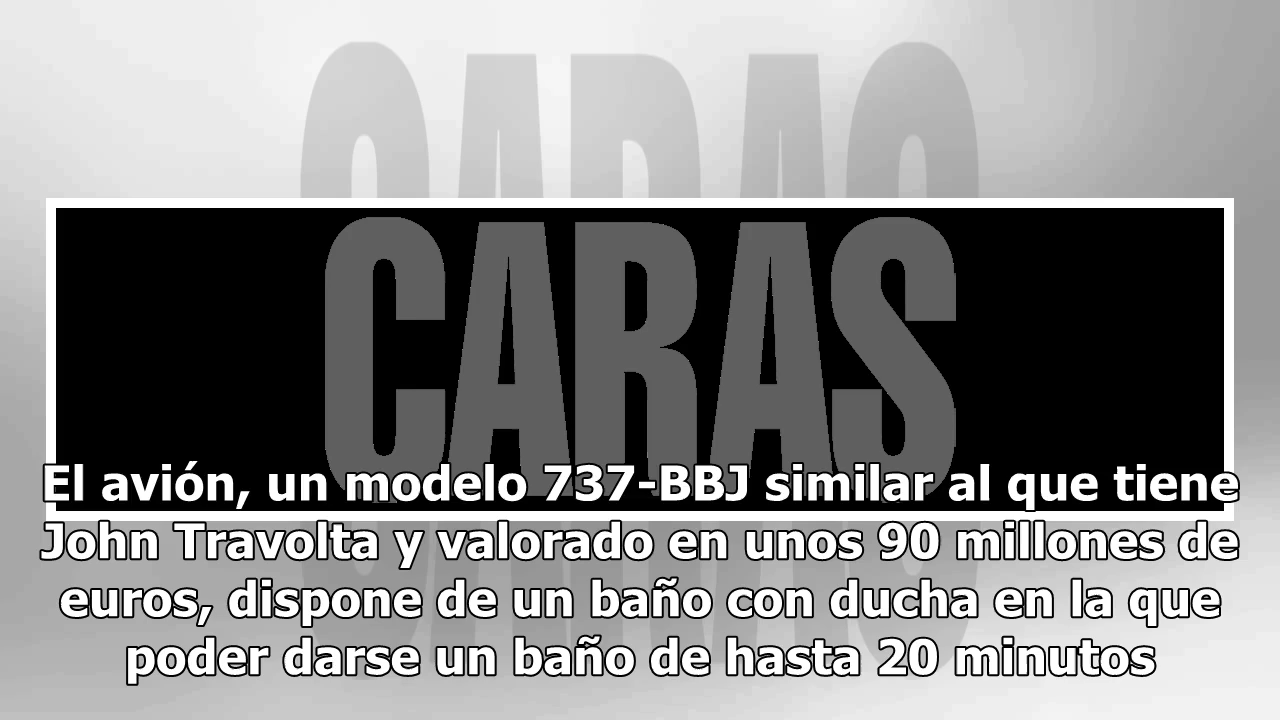 CARAS
CARAS
El avión, un modelo 737-BBJ similar al que tiene
John Travolta y valorado en unos 90 millones de
euros, dispone de un baño con ducha en la que
poder darse un baño de hasta 20 minutos